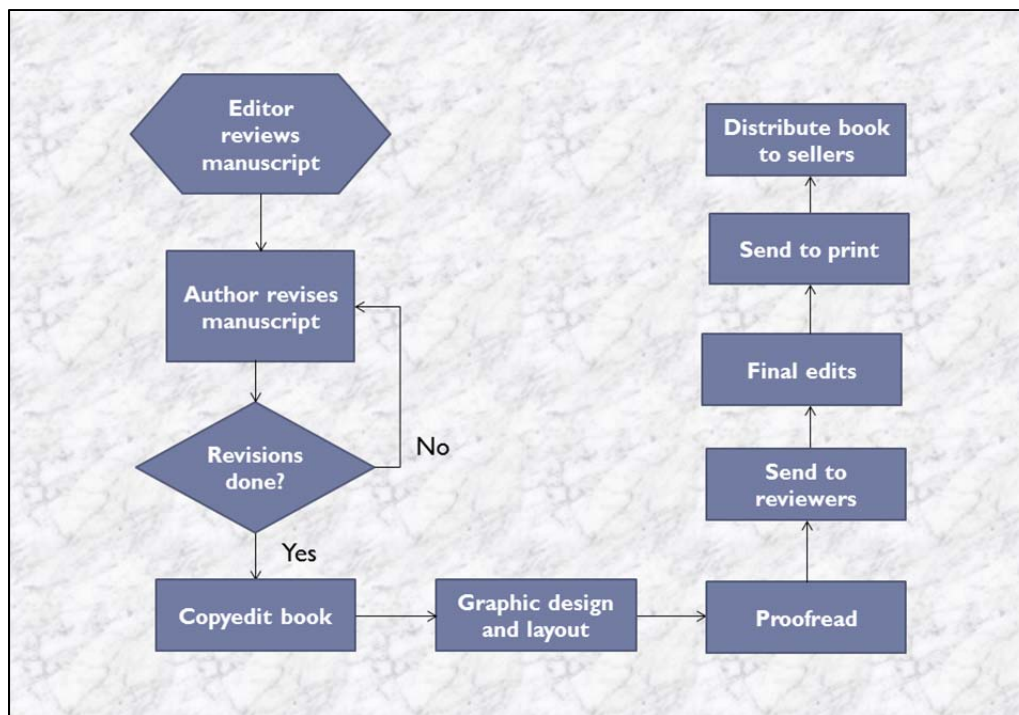 Editor
reviews
manuscript
Author revises
manuscript
Revisions
done?
No
Yes
Copyedit book
Graphic design
and layout
Proofread
Send to
reviewers
Final edits
Send to print
Distribute book
to sellers